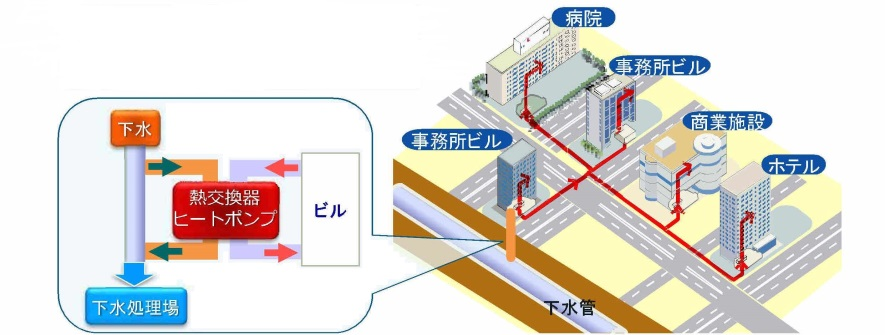 病院
事務所ビル
商業施設
事務所ビル
ホテル
下水
熱交換器
ヒートポンプ
ビル
下水処理場
下水管